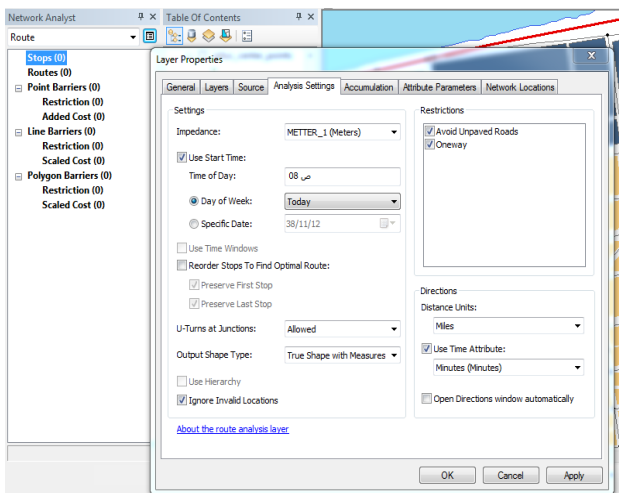 Network Analyst
Table Of Contents
Route
Stops (0)
Routes (0)
Point Barriers (0)
Restriction (0)
Added Cost (0)
Line Barriers (0)
Restriction (0)
Scaled Cost (0)
Polygon Barriers (0)
Restriction (0)
Scaled Cost (0)
Layer Properties
General Layers Source Analysis Settings Accumulation Attribute Parameters Network Locations
Settings
Impedance: METTER_1 (Meters)
Use Start Time:
Time of Day: 08 ص
Day of Week: Today
Specific Date: 38/11/12
Use Time Windows
Reorder Stops To Find Optimal Route:
Preserve First Stop
Preserve Last Stop
U-Turns at Junctions: Allowed
Output Shape Type: True Shape with Measures
Use Hierarchy
Ignore Invalid Locations
About the route analysis layer
Restrictions
Avoid Unpaved Roads
Oneway
Directions
Distance Units:
Miles
Use Time Attribute:
Minutes (Minutes)
Open Directions window automatically
OK Cancel Apply